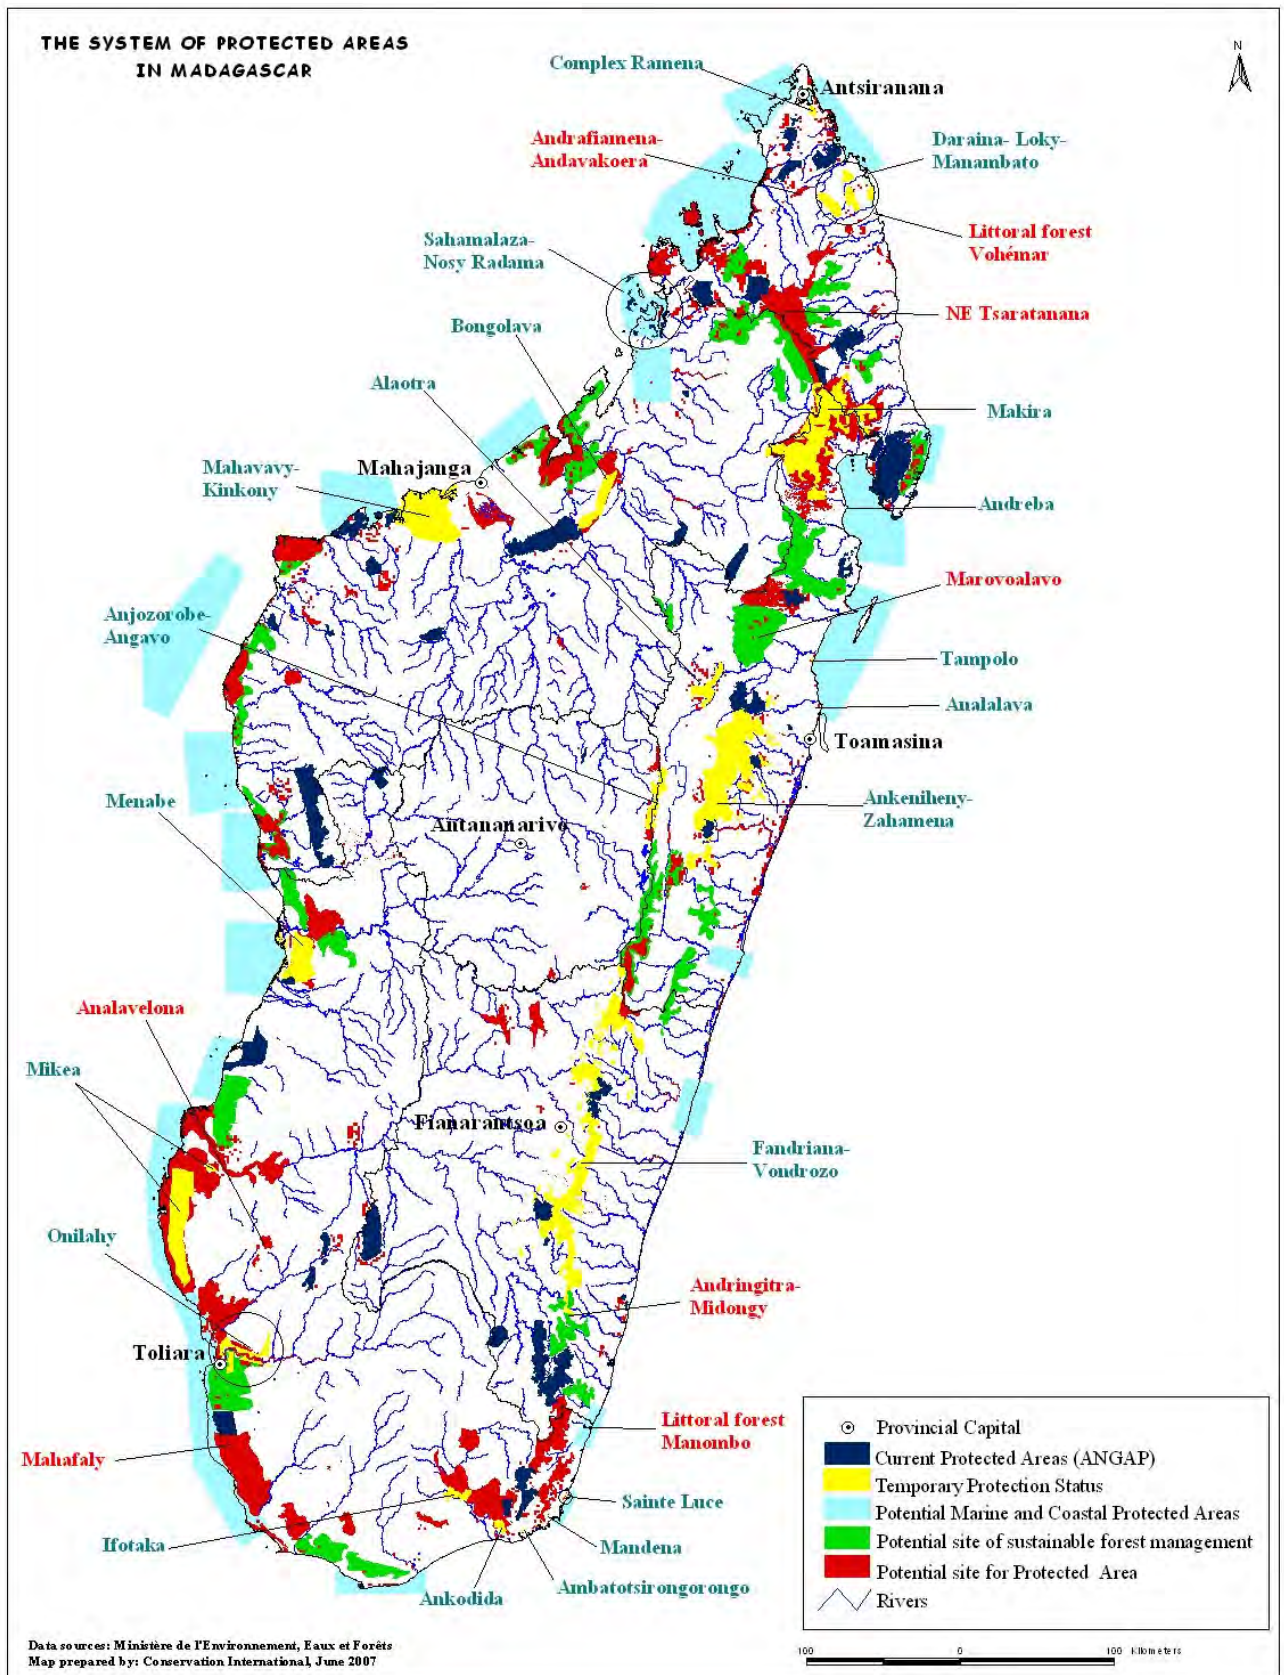 THE SYSTEM OF PROTECTED AREAS
IN MADAGASCAR
N
Complex Ramena
Antsiranana
Andrafiamena-
Andavakoera
Daraina- Loky-
Manambato
Littoral forest
Vohémar
Sahamalaza-
Nosy Radama
Bongolava
NE Tsaratanana
Alaotra
Makira
Mahajanga
Mahavavy-
Kinkony
Andreba
Marovoalavo
Anjozorobe-
Angavo
Tampolo
Analalava
Toamasina
Menabe
Ankeniheny-
Zahamena
Antananarivo
Analavelona
Mikea
Fianarantsoa
Fandriana-
Vondrozo
Onilahy
Andringitra-
Midongy
Toliara
Littoral forest
Manombo
Mahafaly
Sainte Luce
Ifotaka
Mandena
Ankodida
Ambatotsirongorongo
Provincial Capital
Current Protected Areas (ANGAP)
Temporary Protection Status
Potential Marine and Coastal Protected Areas
Potential site of sustainable forest management
Potential site for Protected Area
Rivers
Data sources: Ministère de l'Environnement, Eaux et Forêts
Map prepared by: Conservation International, June 2007
100 0 100 Kilometers